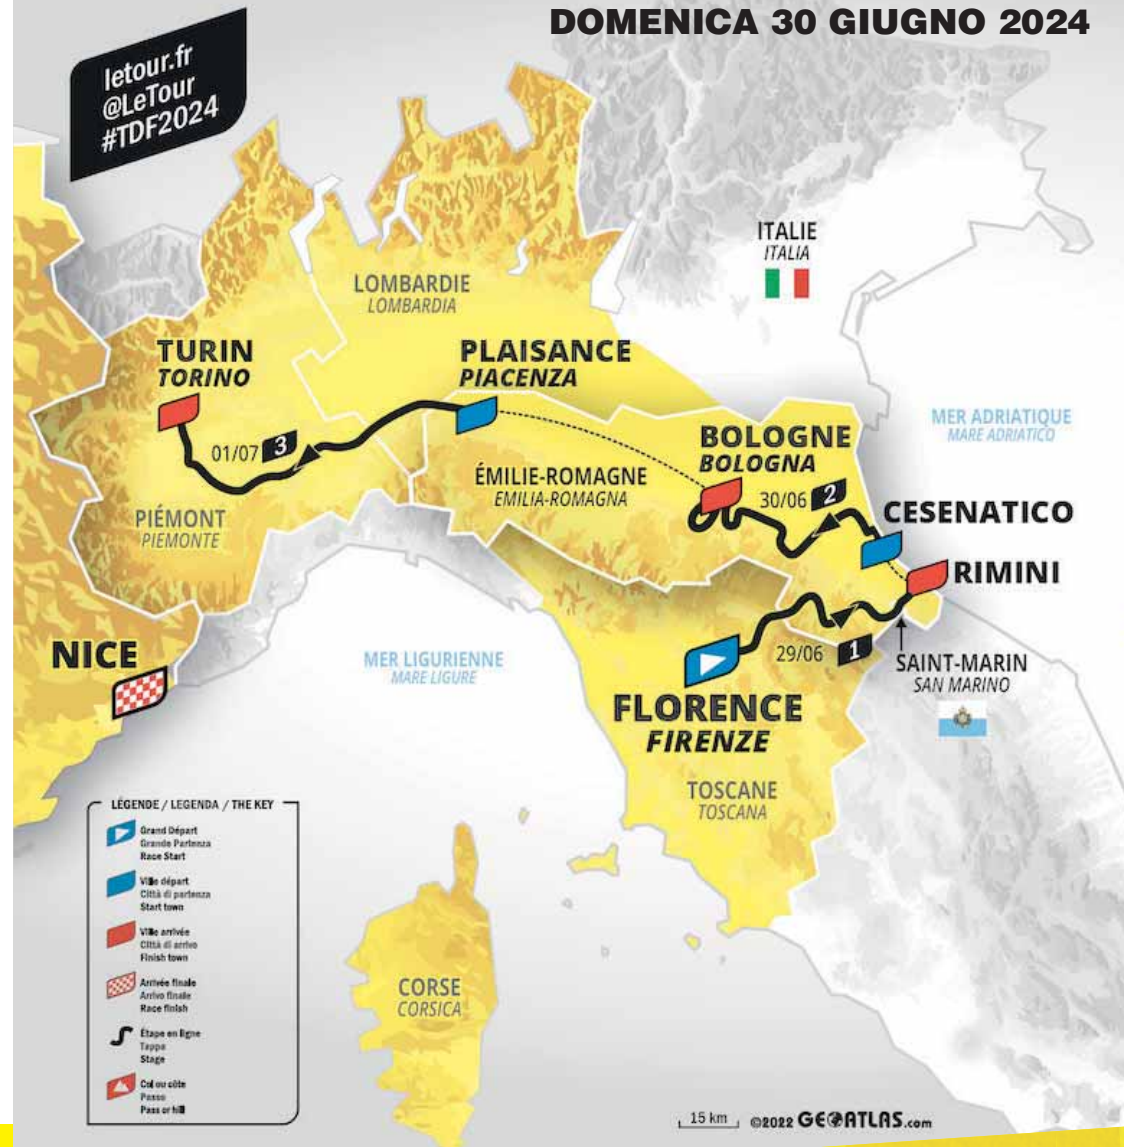 DOMENICA 30 GIUGNO 2024
letour.fr
@LeTour
#TDF2024
ITALIE
ITALIA
LOMBARDIE
LOMBARDIA
TURIN
TORINO
PLAISANCE
PIACENZA
MER ADRIATIQUE
MARE ADRIATICO
01/07 3
BOLOGNE
BOLOGNA
ÉMILIE-ROMAGNE
EMILIA-ROMAGNA
30/06 2
CESENATICO
PIÉMONT
PIEMONTE
RIMINI
NICE
MER LIGURIENNE
MARE LIGURE
29/06 1
SAINT-MARIN
SAN MARINO
FLORENCE
FIRENZE
TOSCANE
TOSCANA
LÉGENDE / LEGENDA / THE KEY
Grand Départ
Grande Partenza
Race Start
Ville départ
Città di partenza
Start town
Ville arrivée
Città di arrivo
Finish town
Arrivée finale
Arrivo finale
Race finish
Étape en ligne
Tappa
Stage
Col ou côte
Passo
Pass or hill
CORSE
CORSICA
15 km
©2022 GEOATLAS.com